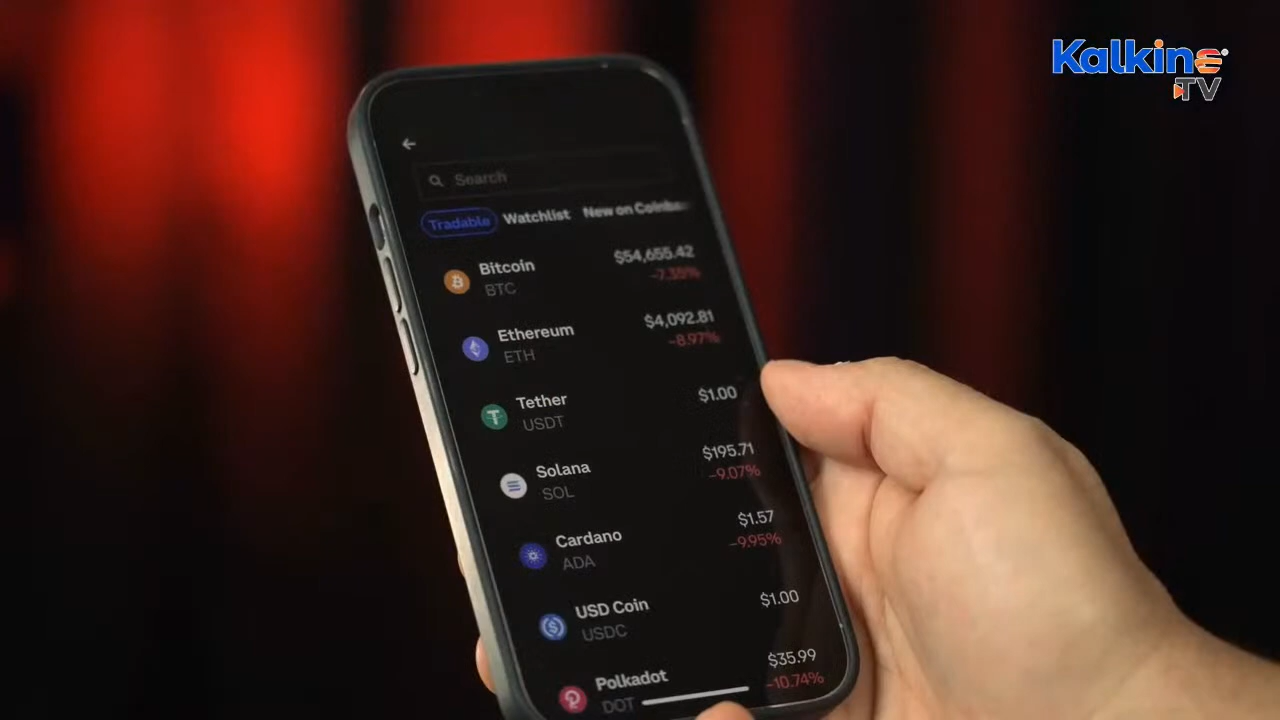 Kalkine
TV
Search
Tradable Watchlist New on Coinba
Bitcoin $54,655.42
BTC -7.35%
Ethereum $4,092.81
ETH -8.97%
Tether $1.00
USDT
Solana $195.71
SOL -9.07%
Cardano $1.57
ADA -9.95%
USD Coin $1.00
USDC
Polkadot $35.99
DOT -10.74%